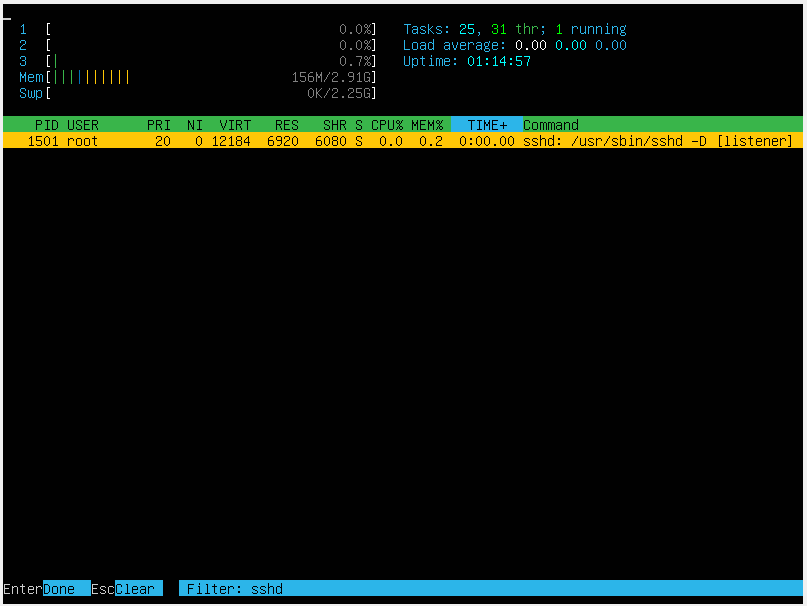 1 [ 0.0%] Tasks: 25, 31 thr; 1 running
2 [ 0.0%] Load average: 0.00 0.00 0.00
3 [| 0.7%] Uptime: 01:14:57
Mem[|||||||||| 156M/2.91G]
Swp[ 0K/2.25G]
PID USER PRI NI VIRT RES SHR S CPU% MEM% TIME+ Command
1501 root 20 0 12184 6920 6080 S 0.0 0.2 0:00.00 sshd: /usr/sbin/sshd -D [listener]
EnterDone EscClear Filter: sshd